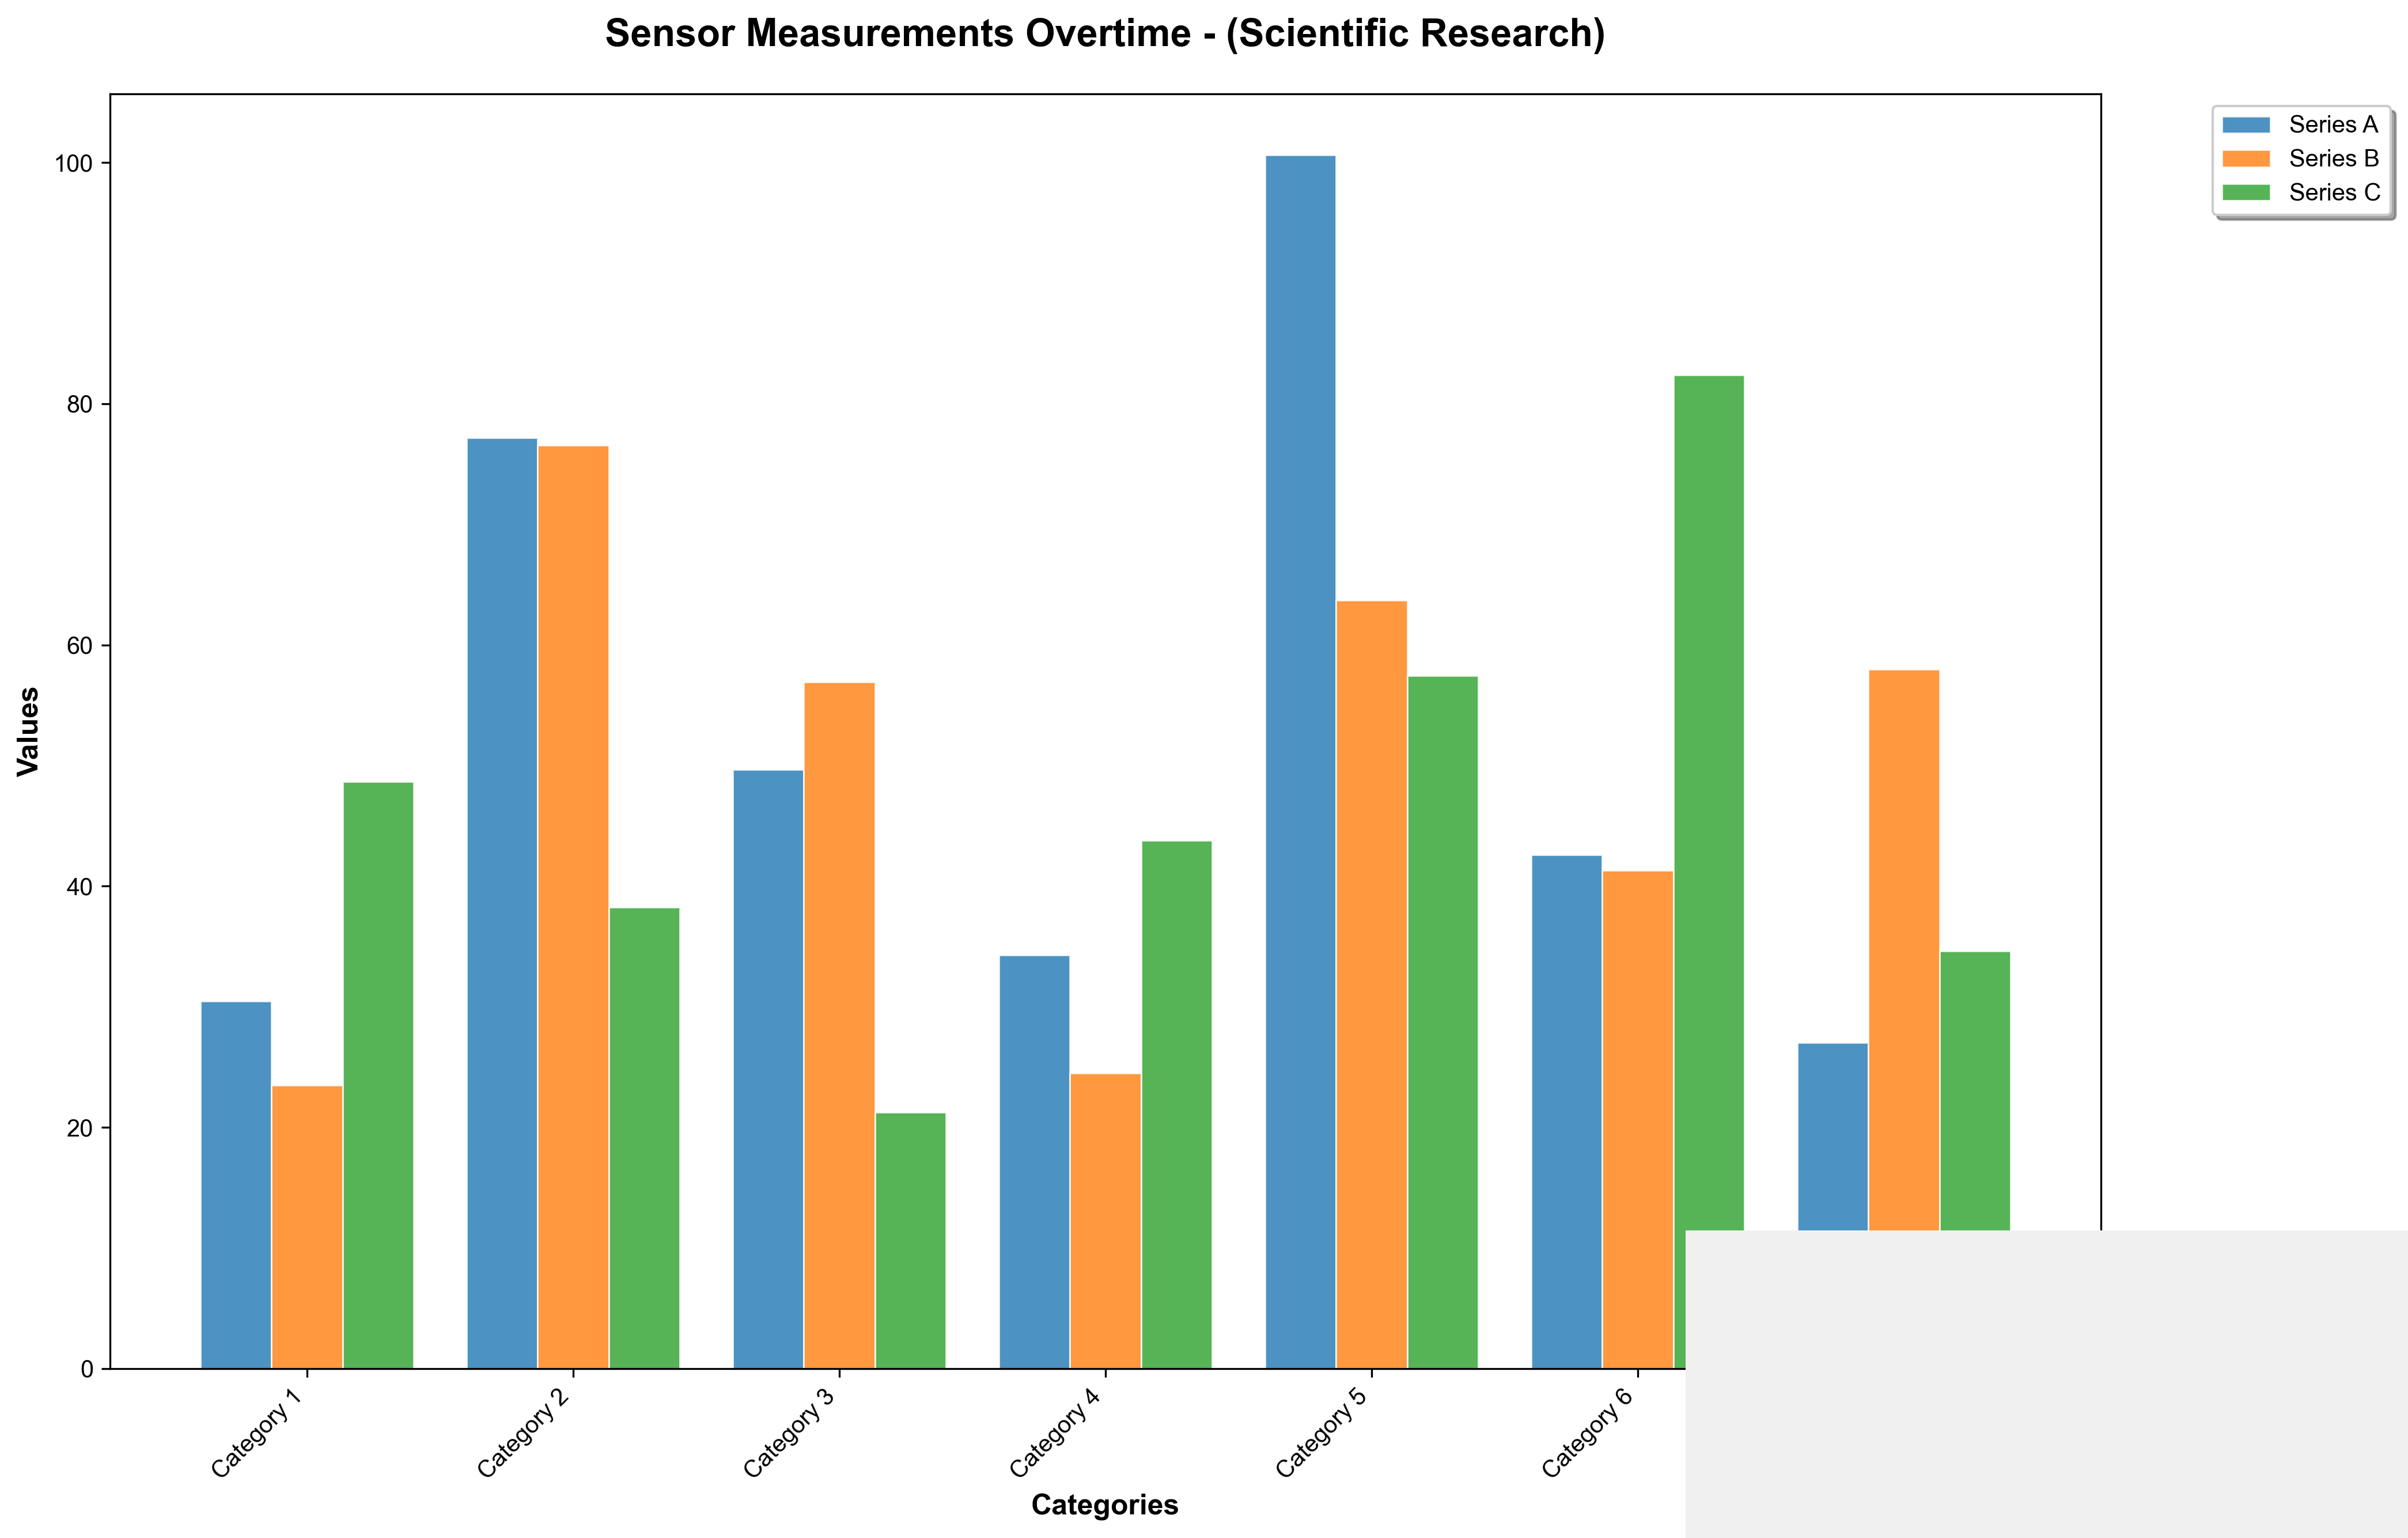 Sensor Measurements Overtime - (Scientific Research)
Series A
Series B
Series C
100
80
60
40
20
0
Values
Category 1
Category 2
Category 3
Category 4
Category 5
Category 6
Categories